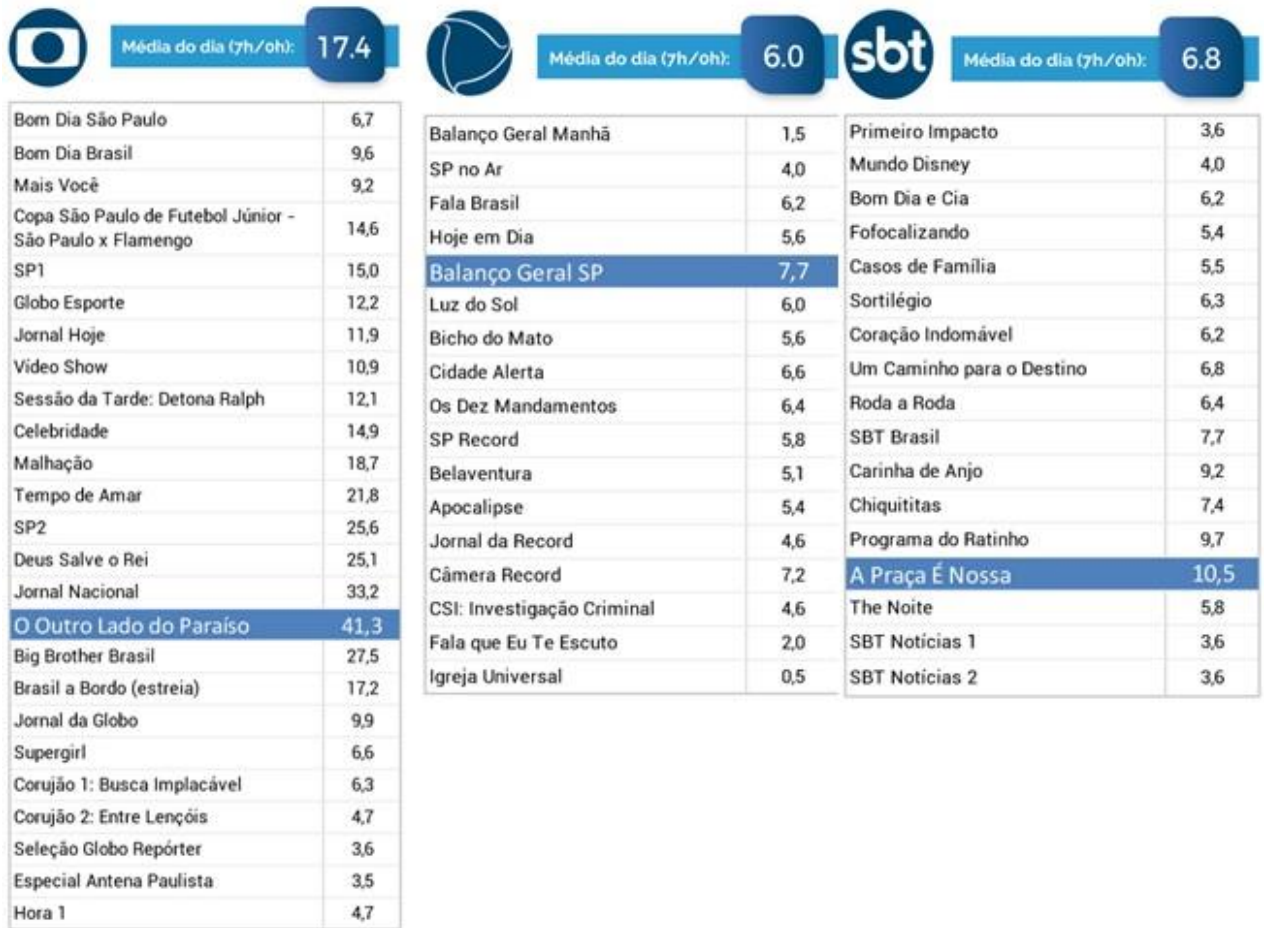 Média do dia (7h/0h): 17.4
Bom Dia São Paulo 6,7
Bom Dia Brasil 9,6
Mais Você 9,2
Copa São Paulo de Futebol Júnior -
São Paulo x Flamengo 14,6
SP1 15,0
Globo Esporte 12,2
Jornal Hoje 11,9
Vídeo Show 10,9
Sessão da Tarde: Detona Ralph 12,1
Celebridade 14,9
Malhação 18,7
Tempo de Amar 21,8
SP2 25,6
Deus Salve o Rei 25,1
Jornal Nacional 33,2
O Outro Lado do Paraíso 41,3
Big Brother Brasil 27,5
Brasil a Bordo (estreia) 17,2
Jornal da Globo 9,9
Supergirl 6,6
Corujão 1: Busca Implacável 6,3
Corujão 2: Entre Lençóis 4,7
Seleção Globo Repórter 3,6
Especial Antena Paulista 3,5
Hora 1 4,7
Média do dia (7h/0h): 6.0
Balanço Geral Manhã 1,5
SP no Ar 4,0
Fala Brasil 6,2
Hoje em Dia 5,6
Balanço Geral SP 7,7
Luz do Sol 6,0
Bicho do Mato 5,6
Cidade Alerta 6,6
Os Dez Mandamentos 6,4
SP Record 5,8
Belaventura 5,1
Apocalipse 5,4
Jornal da Record 4,6
Câmera Record 7,2
CSI: Investigação Criminal 4,6
Fala que Eu Te Escuto 2,0
Igreja Universal 0,5
sbt Média do dia (7h/0h): 6.8
Primeiro Impacto 3,6
Mundo Disney 4,0
Bom Dia e Cia 6,2
Fofocalizando 5,4
Casos de Família 5,5
Sortilégio 6,3
Coração Indomável 6,2
Um Caminho para o Destino 6,8
Roda a Roda 6,4
SBT Brasil 7,7
Carinha de Anjo 9,2
Chiquititas 7,4
Programa do Ratinho 9,7
A Praça É Nossa 10,5
The Noite 5,8
SBT Notícias 1 3,6
SBT Notícias 2 3,6